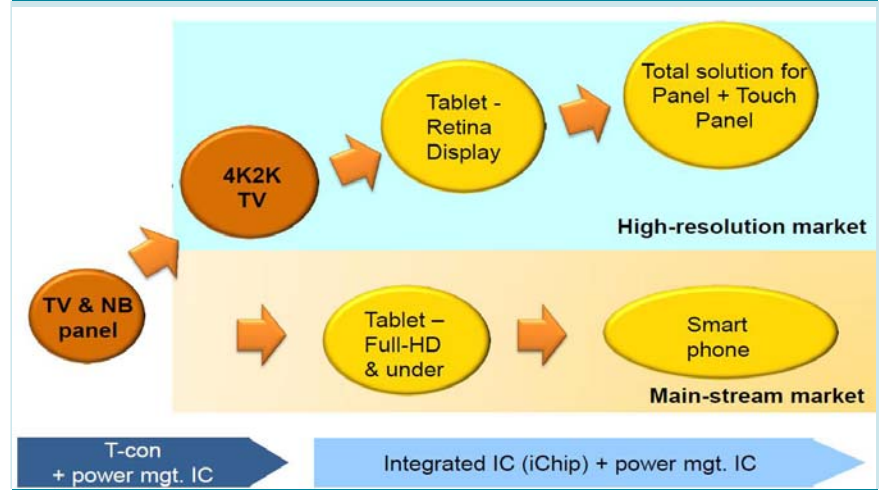 Total solution for
Panel + Touch
Panel
Tablet -
Retina
Display
4K2K
TV
High-resolution market
TV & NB
panel
Tablet –
Full-HD
& under
Smart
phone
Main-stream market
T-con
+ power mgt. IC
Integrated IC (iChip) + power mgt. IC